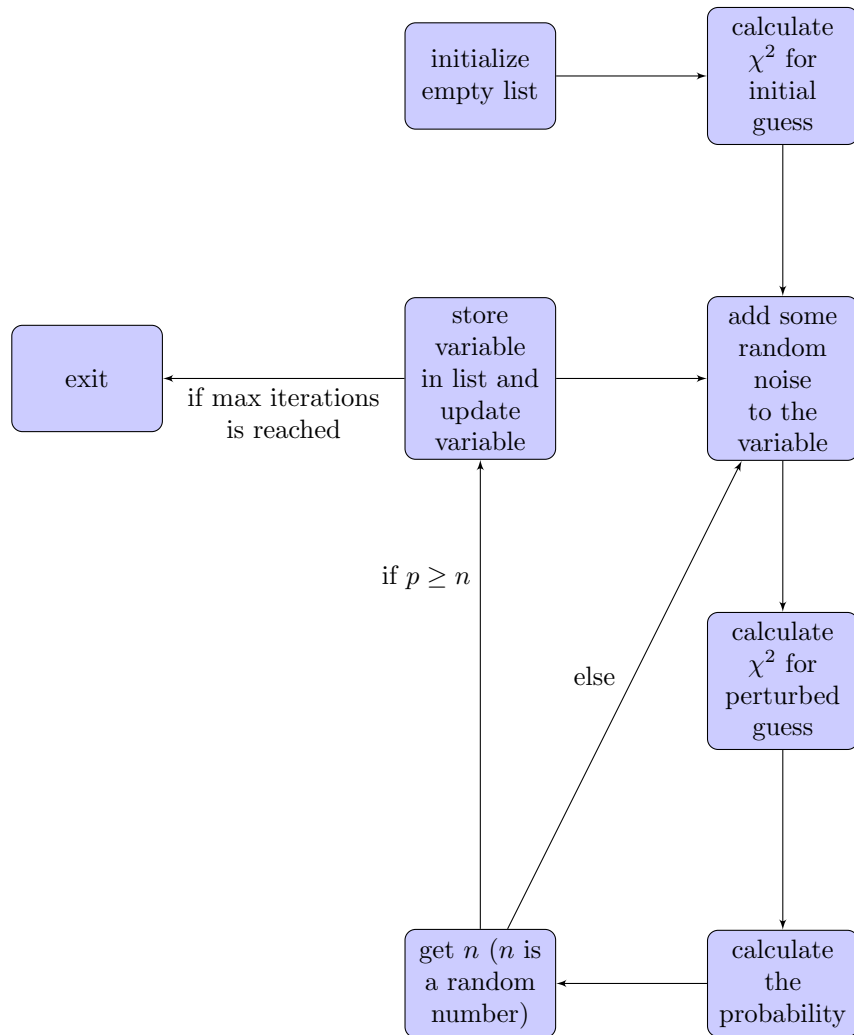 initialize
empty list
calculate
χ² for
initial
guess
exit
if max iterations
is reached
store
variable
in list and
update
variable
add some
random
noise
to the
variable
if p ≥ n
else
calculate
χ² for
perturbed
guess
get n (n is
a random
number)
calculate
the
probability